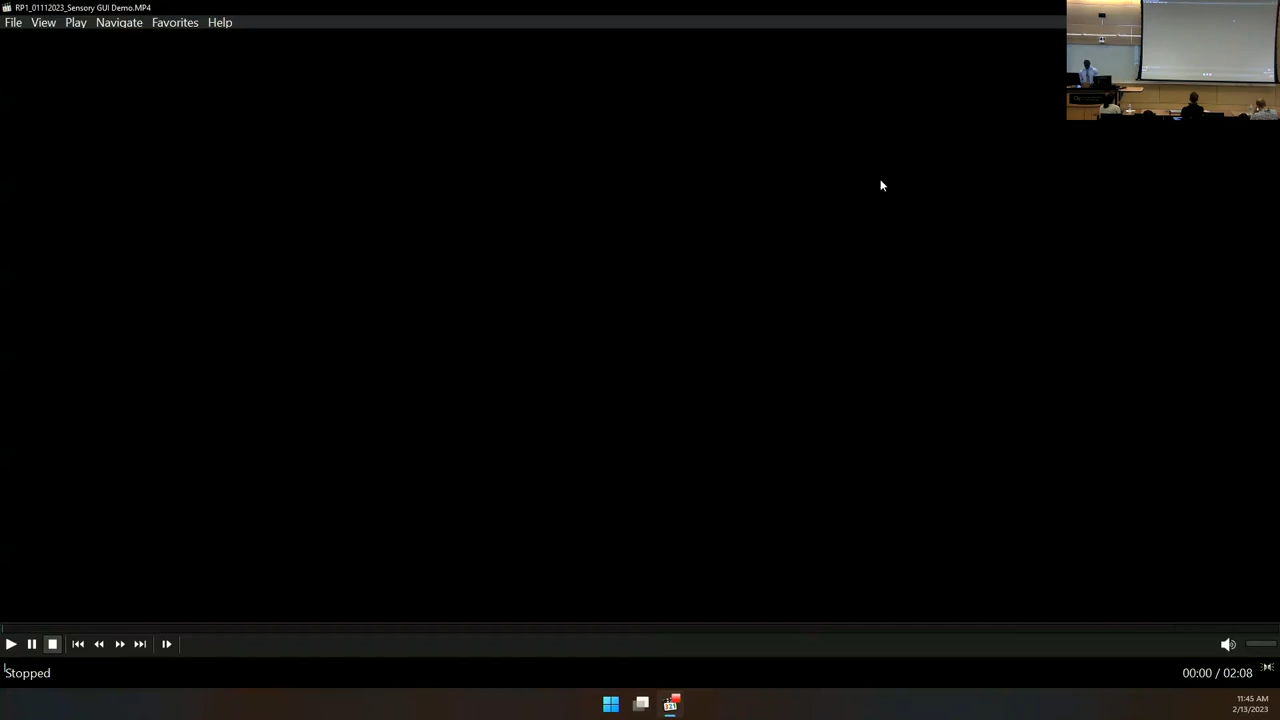 RP1_01112023_Sensory GUI Demo.MP4
File View Play Navigate Favorites Help
Stopped
00:00 / 02:08
11:45 AM
2/13/2023